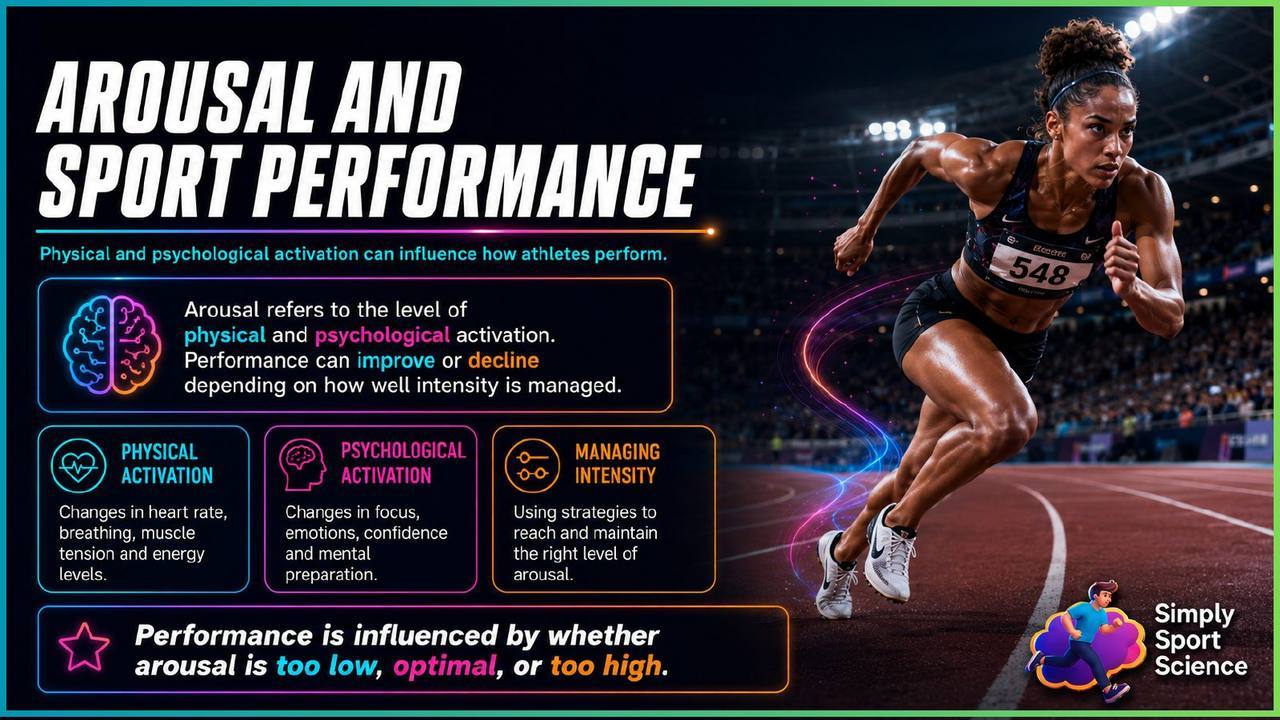 AROUSAL AND
SPORT PERFORMANCE
Physical and psychological activation can influence how athletes perform.
Arousal refers to the level of
physical and psychological activation.
Performance can improve or decline
depending on how well intensity is managed.
PHYSICAL
ACTIVATION
Changes in heart rate,
breathing, muscle
tension and energy
levels.
PSYCHOLOGICAL
ACTIVATION
Changes in focus,
emotions, confidence
and mental
preparation.
MANAGING
INTENSITY
Using strategies to
reach and maintain
the right level of
arousal.
Performance is influenced by whether
arousal is too low, optimal, or too high.
548
Simply
Sport
Science